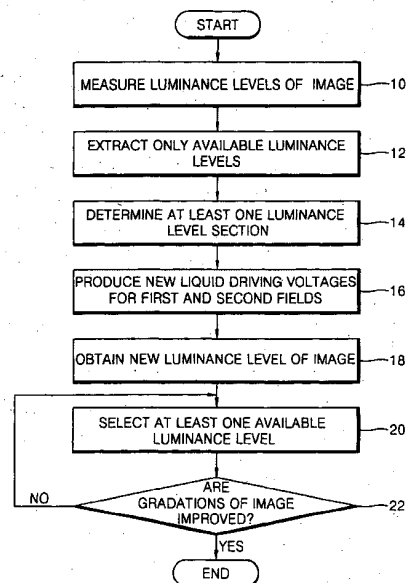 START
MEASURE LUMINANCE LEVELS OF IMAGE
10
EXTRACT ONLY AVAILABLE LUMINANCE
LEVELS
12
DETERMINE AT LEAST ONE LUMINANCE
LEVEL SECTION
14
PRODUCE NEW LIQUID DRIVING VOLTAGES
FOR FIRST AND SECOND FIELDS
16
OBTAIN NEW LUMINANCE LEVEL OF IMAGE
18
SELECT AT LEAST ONE AVAILABLE
LUMINANCE LEVEL
20
ARE
GRADATIONS OF IMAGE
IMPROVED?
22
NO
YES
END